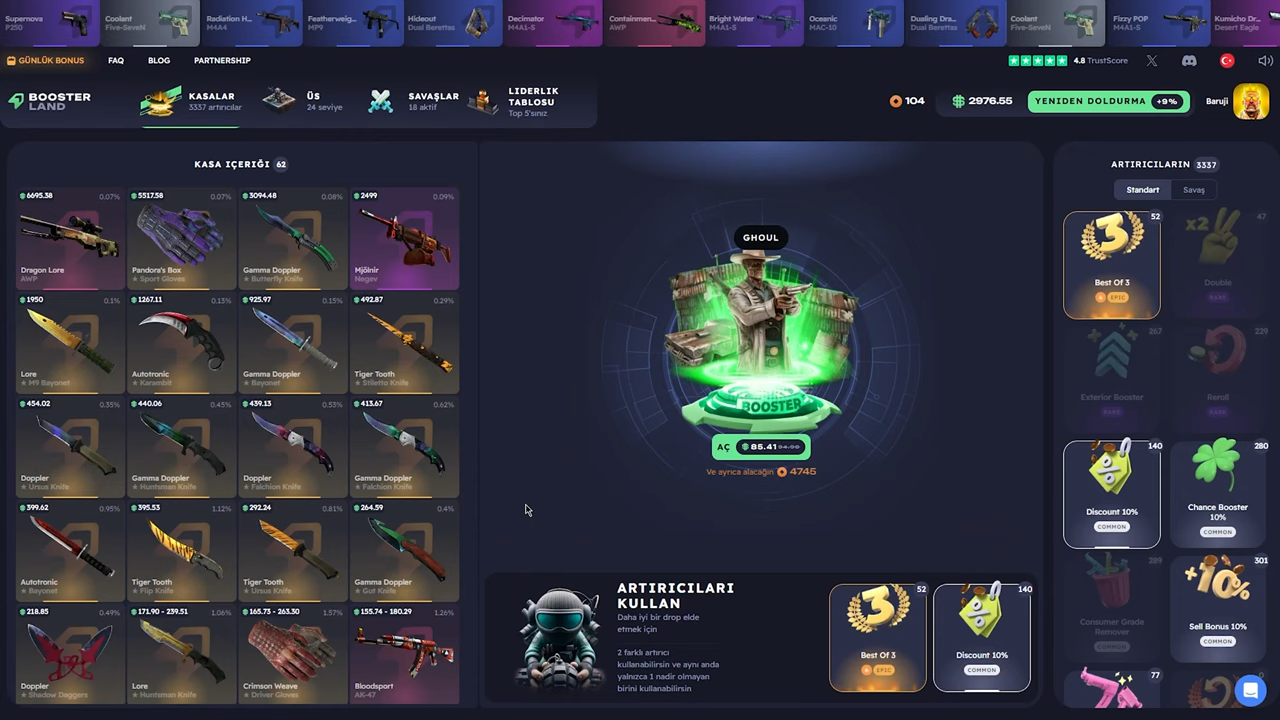 Supernova
P250
Coolant
Five-SeveN
Radiation H...
M4A4
Featherweig...
MP9
Hideout
Dual Berettas
Decimator
M4A1-S
Containmen...
AWP
Bright Water
M4A1-S
Oceanic
MAC-10
Dualing Dra...
Dual Berettas
Coolant
Five-SeveN
Fizzy POP
M4A1-S
Kumicho Dr...
Desert Eagle
GÜNLÜK BONUS
FAQ
BLOG
PARTNERSHIP
4.8 TrustScore
BOOSTER
LAND
KASALAR
3337 artırıcılar
ÜS
24 seviye
SAVAŞLAR
18 aktif
LIDERLIK
TABLOSU
Top 5'sınız
104
2976.55
YENIDEN DOLDURMA +9%
Baruji
KASA IÇERIĞI 62
6695.38 0.07%
Dragon Lore
AWP
5517.58 0.07%
Pandora's Box
★ Sport Gloves
3094.48 0.08%
Gamma Doppler
★ Butterfly Knife
2499 0.09%
Mjölnir
Negev
1950 0.1%
Lore
★ M9 Bayonet
1267.11 0.13%
Autotronic
★ Karambit
925.97 0.15%
Gamma Doppler
★ Bayonet
492.87 0.29%
Tiger Tooth
★ Stiletto Knife
454.02 0.35%
Doppler
★ Ursus Knife
440.06 0.45%
Gamma Doppler
★ Huntsman Knife
439.13 0.53%
Doppler
★ Falchion Knife
413.67 0.62%
Gamma Doppler
★ Falchion Knife
399.62 0.95%
Autotronic
★ Bayonet
395.53 1.12%
Tiger Tooth
★ Flip Knife
292.24 0.81%
Tiger Tooth
★ Ursus Knife
264.59 0.4%
Gamma Doppler
★ Gut Knife
218.85 0.49%
Doppler
★ Shadow Daggers
171.90 - 239.51 1.06%
Lore
★ Huntsman Knife
165.73 - 263.30 1.57%
Crimson Weave
★ Driver Gloves
155.74 - 180.29 1.26%
Bloodsport
AK-47
GHOUL
BOOSTER
AÇ 85.41 94.90
Ve ayrıca alacağın 4745
ARTIRICILARI
KULLAN
Daha iyi bir drop elde
etmek için
2 farklı artırıcı
kullanabilirsin ve aynı anda
yalnızca 1 nadir olmayan
birini kullanabilirsin
52
3
Best Of 3
EPIC
140
%
Discount 10%
COMMON
ARTIRICILARIN 3337
Standart
Savaş
52
3
Best Of 3
EPIC
47
x2
Double
RARE
267
Exterior Booster
RARE
229
Reroll
RARE
140
%
Discount 10%
COMMON
280
Chance Booster
10%
COMMON
289
Consumer Grade
Remover
COMMON
301
+10%
Sell Bonus 10%
COMMON
77